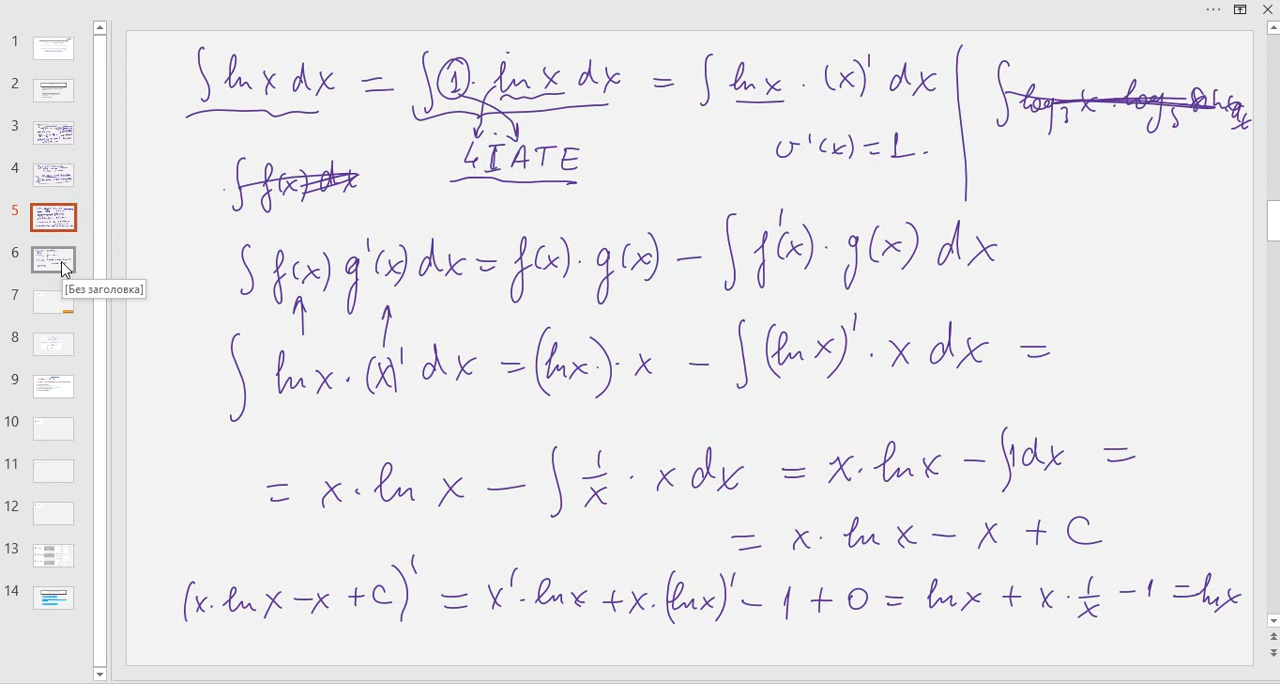 1
2
3
4
5
6
[Без заголовка]
7
8
9
10
11
12
13
14
∫ ln x dx = ∫ 1 · ln x dx = ∫ ln x · (x)' dx
LIATE
v'(x) = 1.
∫ f(x) dx
∫ f(x) g'(x) dx = f(x) · g(x) − ∫ f'(x) · g(x) dx
∫ ln x · (x)' dx = (ln x) · x − ∫ (ln x)' · x dx =
= x · ln x − ∫ 1/x · x dx = x · ln x − ∫ 1 dx =
= x · ln x − x + C
(x · ln x − x + C)' = x' · ln x + x · (ln x)' − 1 + 0 = ln x + x · 1/x − 1 = ln x